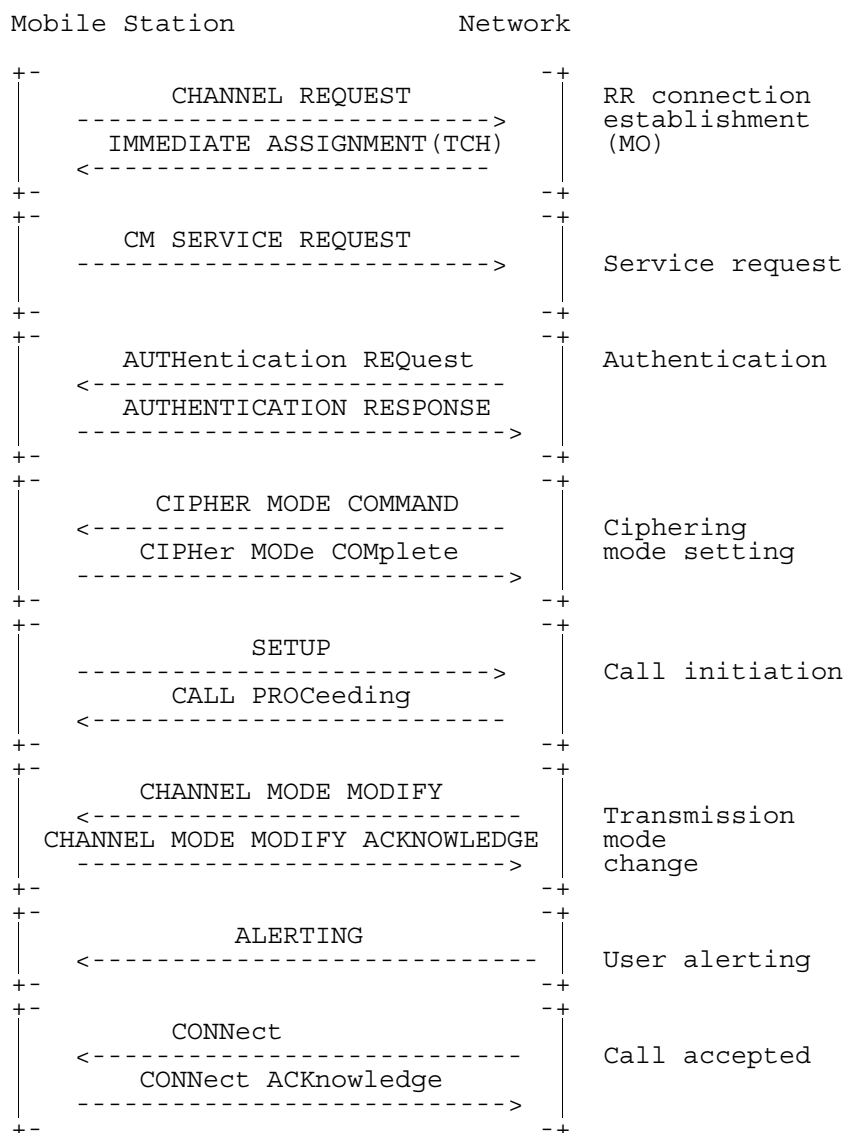 Mobile Station Network
CHANNEL REQUEST RR connection
establishment
IMMEDIATE ASSIGNMENT(TCH) (MO)
CM SERVICE REQUEST
Service request
AUTHentication REQuest Authentication
AUTHENTICATION RESPONSE
CIPHER MODE COMMAND
Ciphering
CIPHer MODe COMplete mode setting
SETUP
Call initiation
CALL PROCeeding
CHANNEL MODE MODIFY
Transmission
CHANNEL MODE MODIFY ACKNOWLEDGE mode
change
ALERTING
User alerting
CONNect
Call accepted
CONNect ACKnowledge